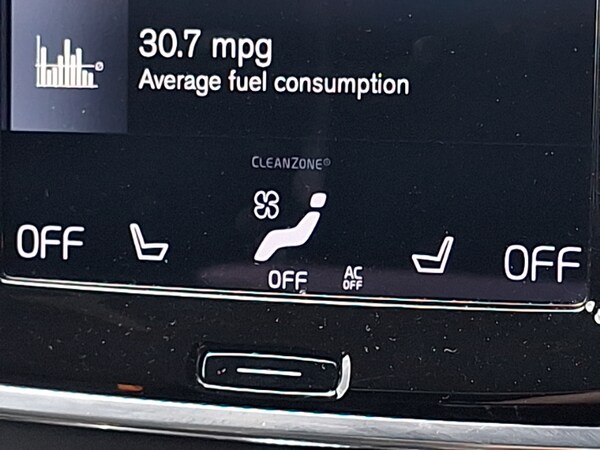 30.7 mpg
Average fuel consumption
CLEANZONE®
OFF
OFF
OFF
AC
OFF